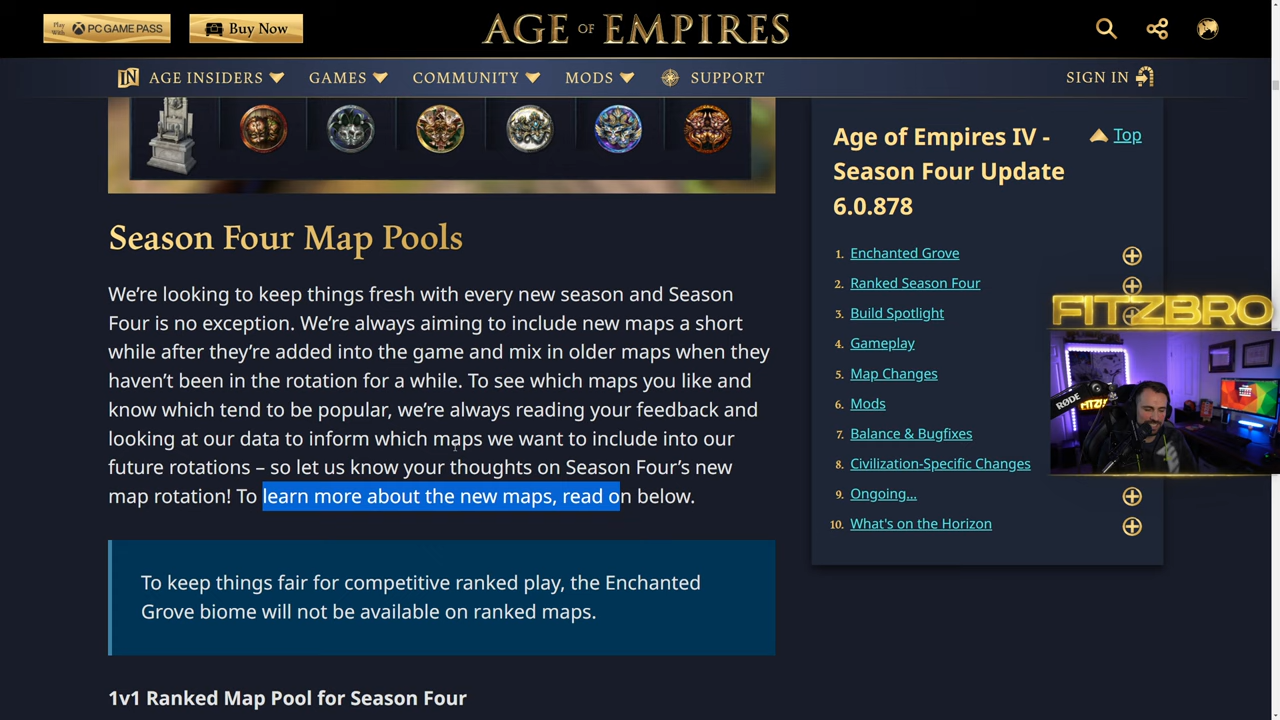 Play With
XBOX PC GAME PASS
Buy Now
AGE OF EMPIRES
IN AGE INSIDERS
GAMES
COMMUNITY
MODS
SUPPORT
SIGN IN
Season Four Map Pools
We’re looking to keep things fresh with every new season and Season
Four is no exception. We’re always aiming to include new maps a short
while after they’re added into the game and mix in older maps when they
haven’t been in the rotation for a while. To see which maps you like and
know which tend to be popular, we’re always reading your feedback and
looking at our data to inform which maps we want to include into our
future rotations – so let us know your thoughts on Season Four’s new
map rotation! To learn more about the new maps, read on below.
To keep things fair for competitive ranked play, the Enchanted
Grove biome will not be available on ranked maps.
1v1 Ranked Map Pool for Season Four
Age of Empires IV -
Season Four Update
6.0.878
Top
1. Enchanted Grove
2. Ranked Season Four
3. Build Spotlight
4. Gameplay
5. Map Changes
6. Mods
7. Balance & Bugfixes
8. Civilization-Specific Changes
9. Ongoing...
10. What's on the Horizon
FITZBRO
RØDE